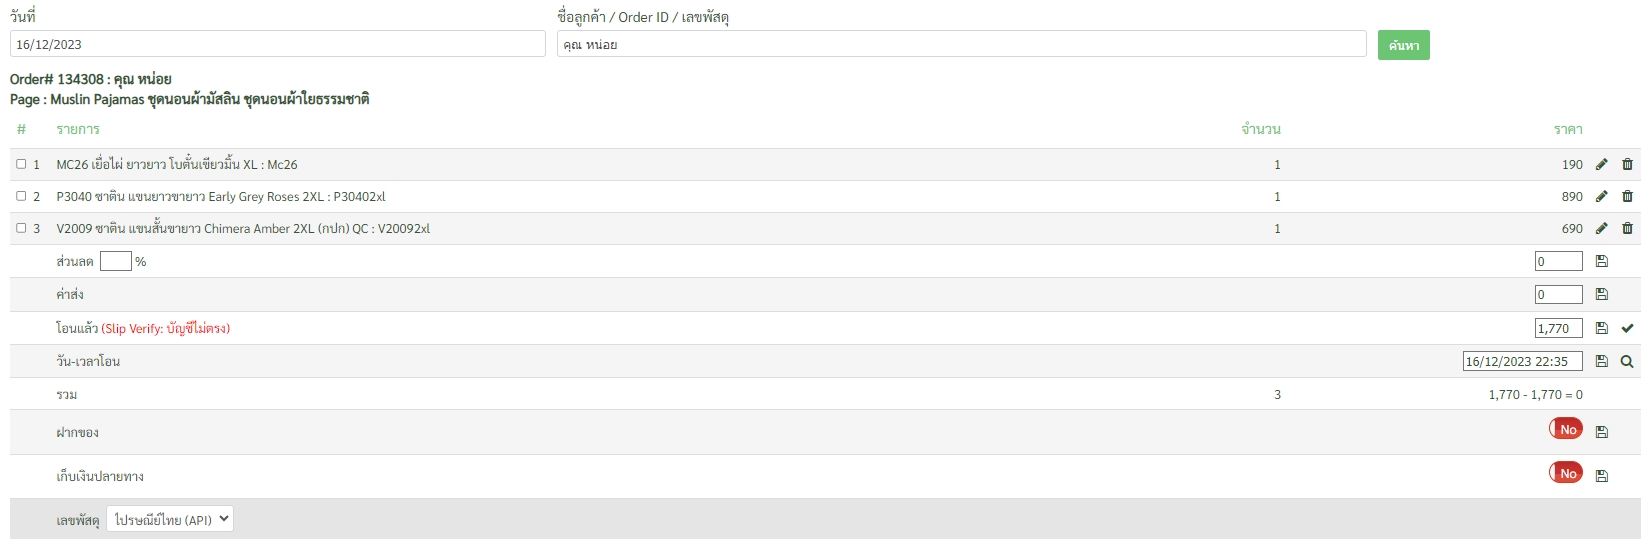 วันที่ ชื่อลูกค้า / Order ID / เลขพัสดุ
16/12/2023 คุณ หน่อย ค้นหา
Order# 134308 : คุณ หน่อย
Page : Muslin Pajamas ชุดนอนผ้ามัสลิน ชุดนอนผ้าใยธรรมชาติ
# รายการ จำนวน ราคา
1 MC26 เยื่อไผ่ ยาวยาว โบตั๋นเขียวมิ้น XL : Mc26 1 190
2 P3040 ซาติน แขนยาวขายาว Early Grey Roses 2XL : P30402xl 1 890
3 V2009 ซาติน แขนสั้นขายาว Chimera Amber 2XL (กปก) QC : V20092xl 1 690
ส่วนลด % 0
ค่าส่ง 0
โอนแล้ว (Slip Verify: บัญชีไม่ตรง) 1,770
วัน-เวลาโอน 16/12/2023 22:35
รวม 3 1,770 - 1,770 = 0
ฝากของ No
เก็บเงินปลายทาง No
เลขพัสดุ ไปรษณีย์ไทย (API)